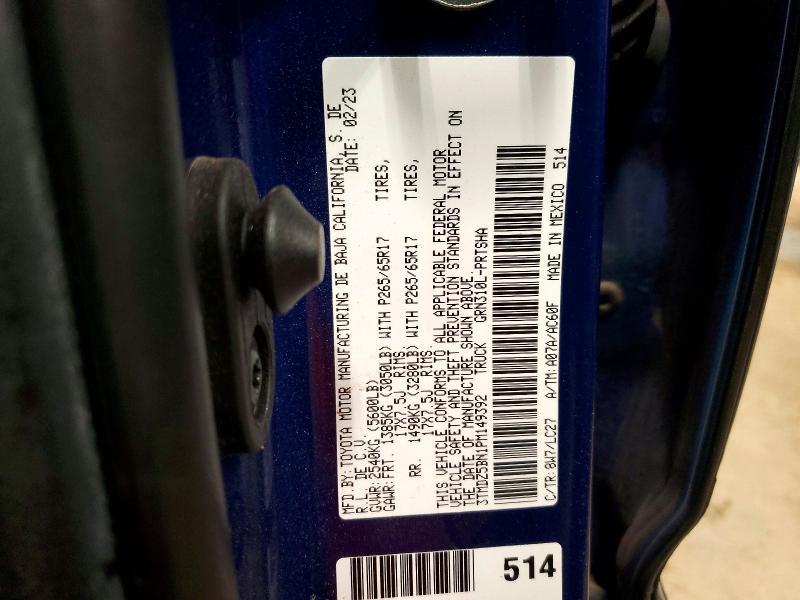 MFD.BY:TOYOTA MOTOR MANUFACTURING DE BAJA CALIFORNIA, S. DE
R.L. DE C.V. DATE: 02/23
GVWR:2540KG (5600LB)
GAWR:FRT. 1385KG (3050LB) WITH P265/65R17 TIRES,
17X7.5J RIMS.
RR. 1490KG (3280LB) WITH P265/65R17 TIRES,
17X7.5J RIMS.
THIS VEHICLE CONFORMS TO ALL APPLICABLE FEDERAL MOTOR
VEHICLE SAFETY AND THEFT PREVENTION STANDARDS IN EFFECT ON
THE DATE OF MANUFACTURE SHOWN ABOVE.
3TMDZ5BN1PM149392 TRUCK GRN310L-PRTSHA
C/TR:8W7/LC27 A/TM:A07A/AC60F MADE IN MEXICO 514
514